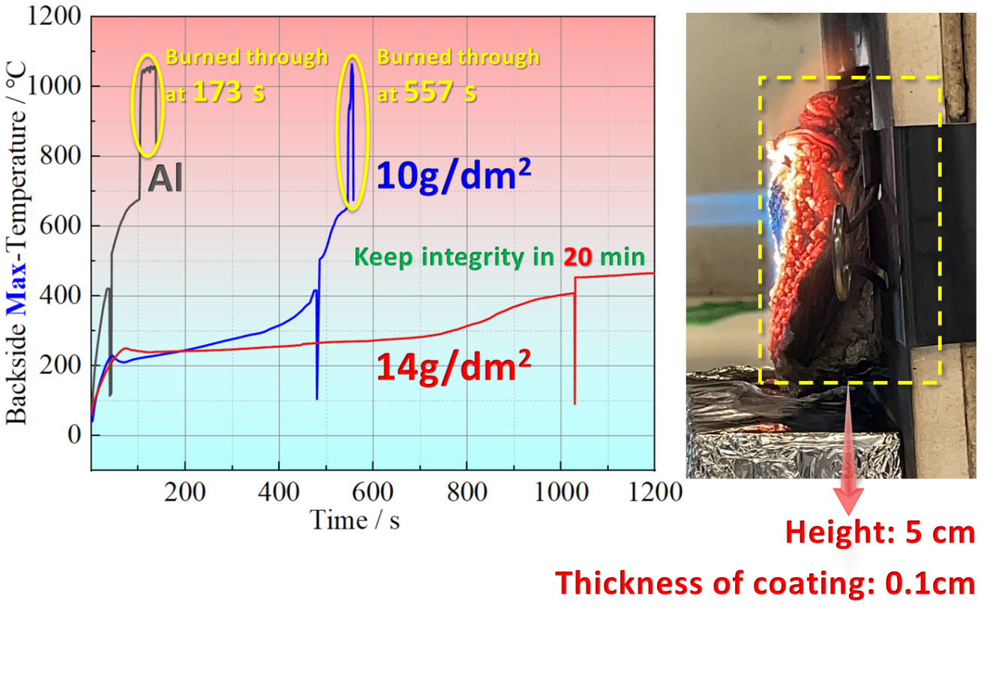 Backside Max-Temperature / °C
1200
1000
800
600
400
200
0
Burned through
at 173 s
Burned through
at 557 s
Al
10g/dm²
Keep integrity in 20 min
14g/dm²
200 400 600 800 1000 1200
Time / s
Height: 5 cm
Thickness of coating: 0.1cm